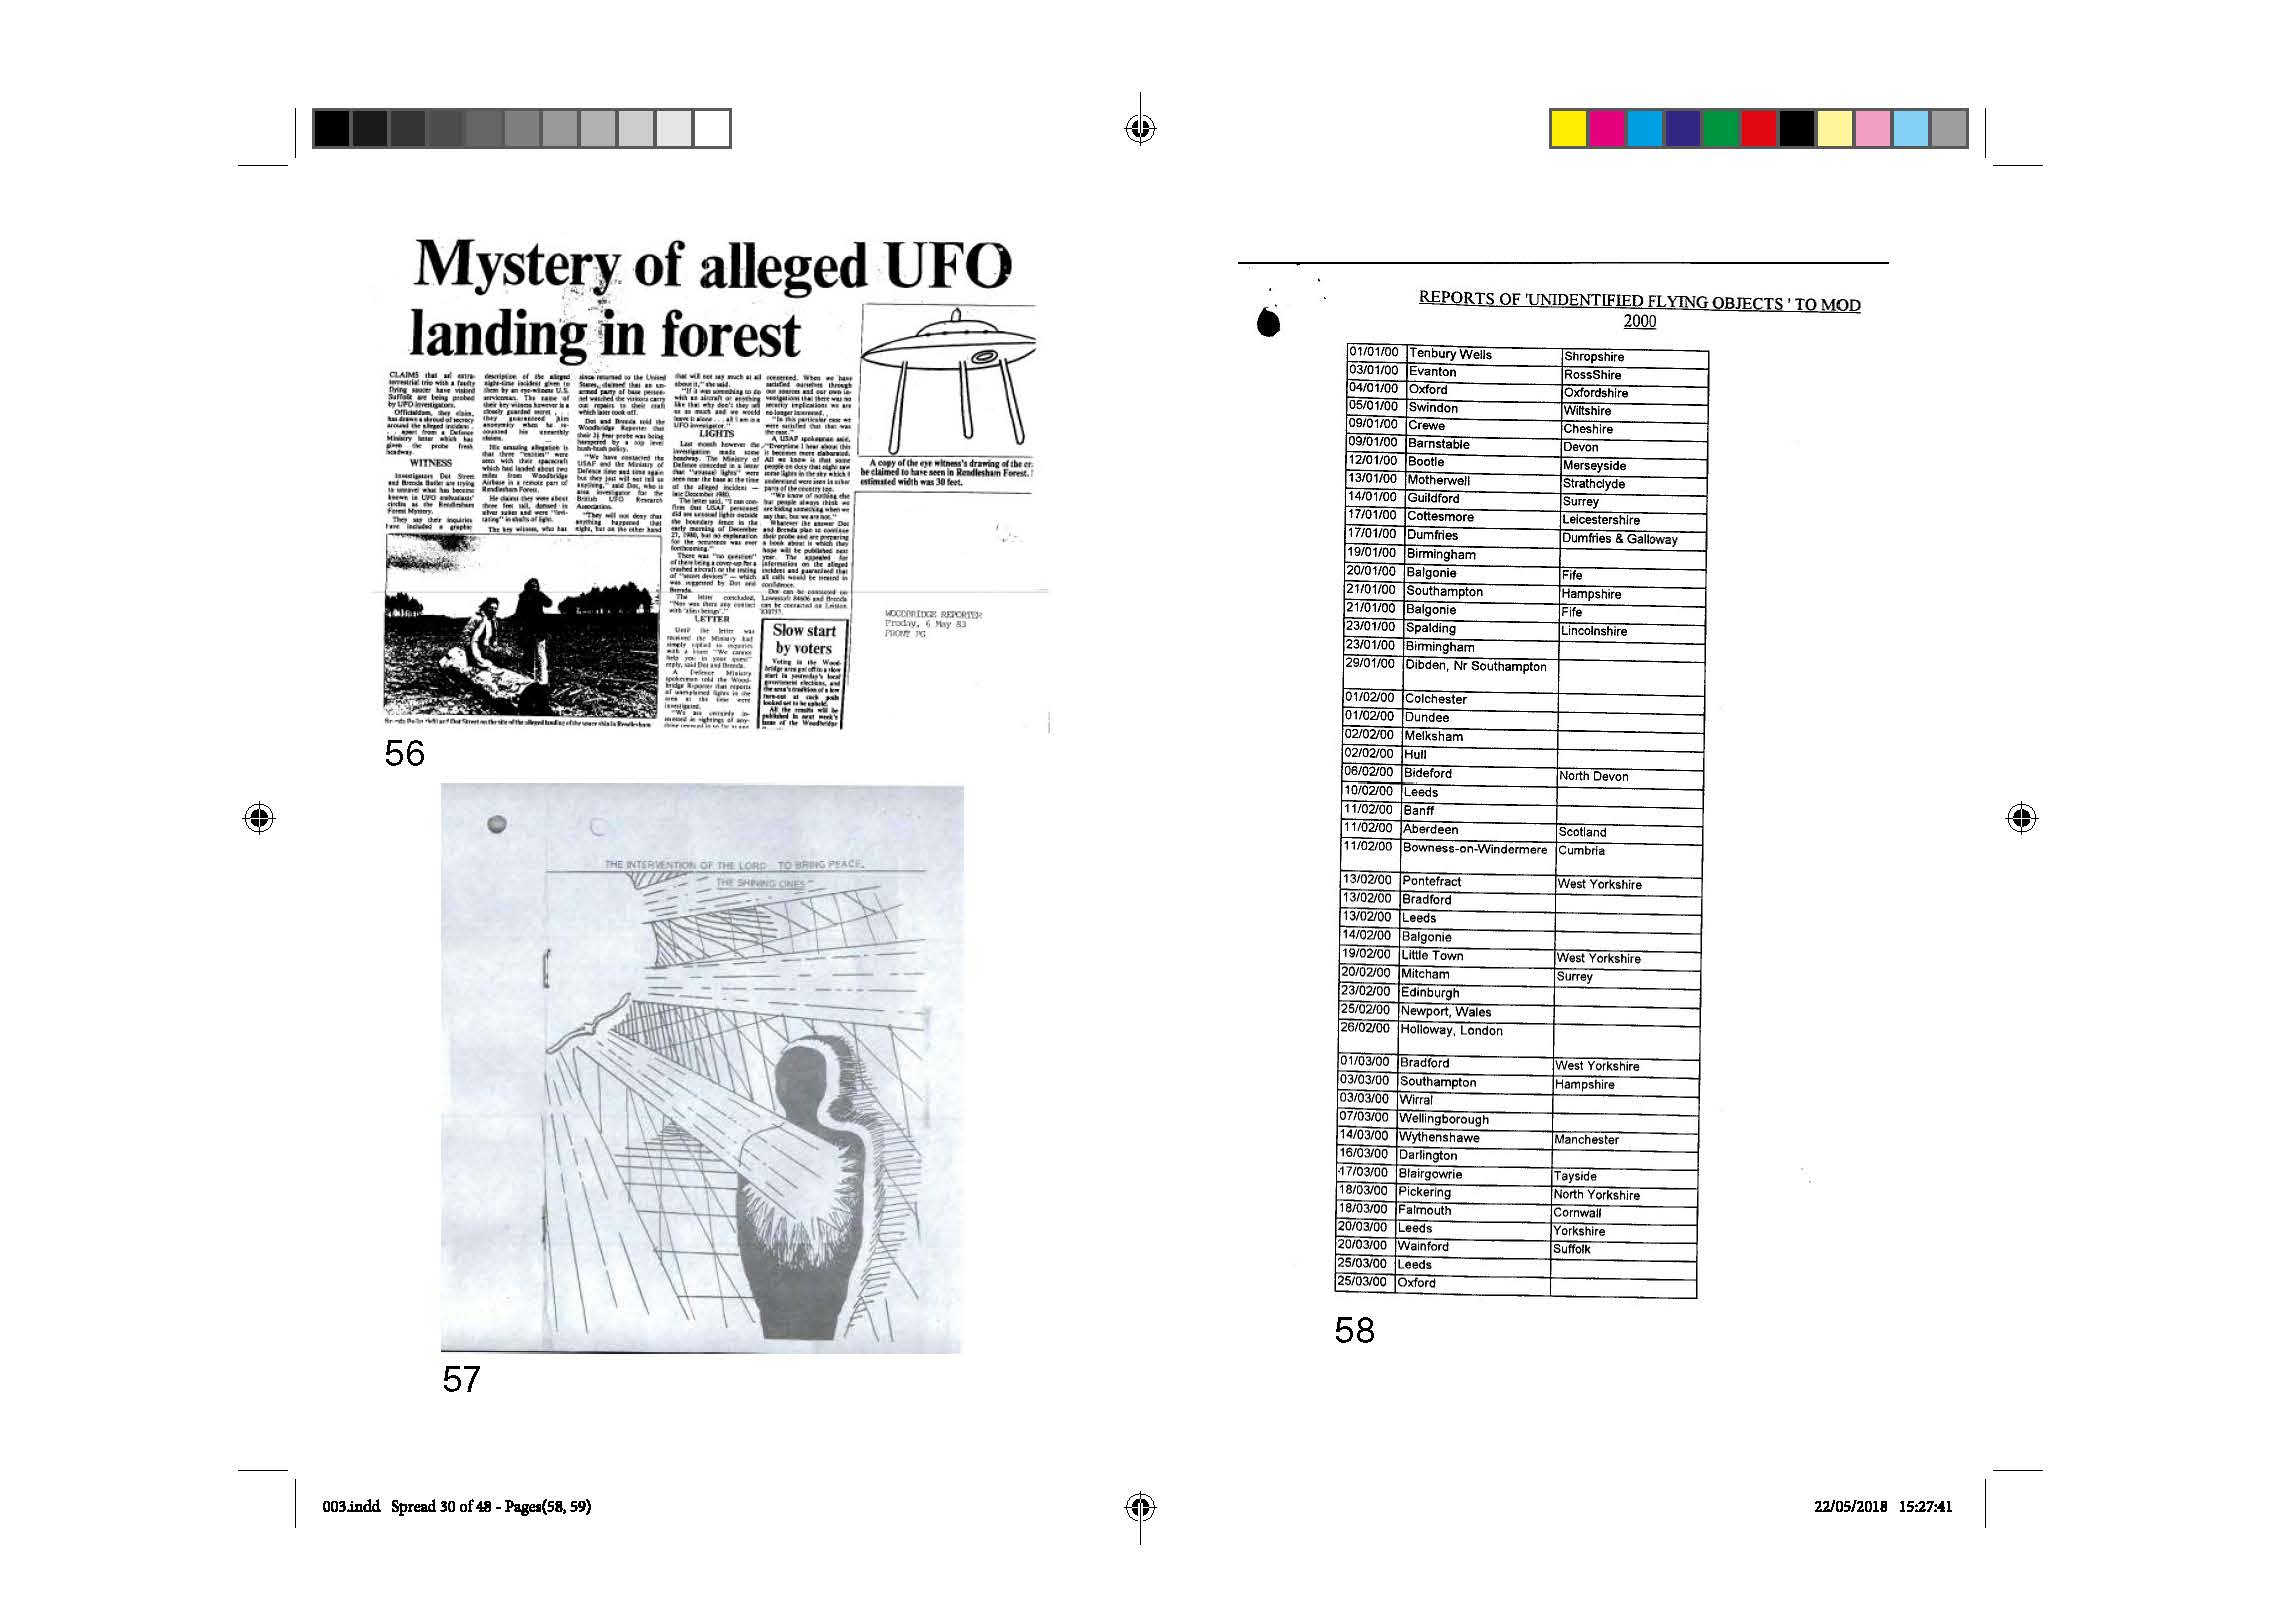 Mystery of alleged UFO
landing in forest
CLAIMS that an extra-
terrestrial trio with a faulty
flying saucer have visited
Suffolk are being probed
by UFO investigators.
Officialdom, they claim,
has drawn a shroud of secrecy
around the alleged incident .
. . apart from a Defence
Ministry letter which has
given the probe fresh
headway.
WITNESS
Investigators Dot Street
and Brenda Butler are trying
to unravel what has become
known in UFO enthusiasts'
circles as the Rendlesham
Forest Mystery.
They say their inquiries
have included a graphic
description of the alleged
night-time incident given to
them by an eye-witness U.S.
serviceman. The name of
their key witness however is a
closely guarded secret . . .
they guaranteed him
anonymity when he re-
counted his unearthly
claims.
His amazing allegation is
that three "entities" were
seen with their spacecraft
which had landed about two
miles from Woodbridge
Airbase in a remote part of
Rendlesham Forest.
He claims they were about
three feet tall, dressed in
silver suites and were "levi-
tating" in shafts of light.
The key witness, who has
since returned to the United
States, claimed that an un-
armed party of base person-
nel watched the visitors carry
out repairs to their craft
which later took off.
Dot and Brenda told the
Woodbridge Reporter that
their 2½ year probe was being
hampered by a top level
hush-hush policy.
"We have contacted the
USAF and the Ministry of
Defence time and time again
but they just will not tell us
anything," said Dot, who is
area investigator for the
British UFO Research
Association.
"They will not deny that
anything happened that
night, but on the other hand
that will not say much at all
about it," she said.
"If it was something to do
with an aircraft or anything
like that why don't they tell
us so much and we would
leave it alone . . . all I am is a
UFO investigator."
LIGHTS
Last month however the
investigation made some
headway. The Ministry of
Defence conceded in a letter
that "unusual lights" were
seen near the base at the time
of the alleged incident —
late December 1980.
The letter said, "I can con-
firm that USAF personnel
did see unusual lights outside
the boundary fence in the
early morning of December
27, 1980, but no explanation
for the occurence was ever
forthcoming."
There was "no question"
of there being a cover-up for a
crashed aircraft or the testing
of "secret devices" — which
was suggested by Dot and
Brenda.
The letter concluded,
"Nor was there any contact
with 'alien beings'."
LETTER
Until the letter was
received the Ministry had
simply replied to inquiries
with a blunt "We cannot
help you in your quest"
reply, said Dot and Brenda.
A Defence Ministry
spokesman told the Wood-
bridge Reporter that reports
of unexplained lights in the
area at the time were
investigated.
"We are certainly in-
terested in sightings of any-
concerned. When we have
satisfied ourselves through
our sources and our own in-
vestigations that there was no
security implications we are
no longer interested.
"In this particular case we
were satisfied that that was
the case."
A USAF spokesman said,
"Everytime I hear about this
it becomes more elaborated.
All we know is that some
people on duty that night saw
some lights in the sky which I
understand were seen in other
parts of the country too.
"We know of nothing else
but people always think we
are hiding something when we
say that, but we are not."
Whatever the answer Dot
and Brenda plan to continue
their probe and are preparing
a book about is which they
hope will be published next
year. The appealed for
information on the alleged
incident and guaranteed that
all calls would be treated in
confidence.
Dot can be contacted on
Lowestoft 84606 and Brenda
can be contacted on Leiston
Slow start
by voters
Voting in the Wood-
bridge area got off to a slow
start in yesterday's local
government elections, and
the area's tradition of a low
turn-out at such polls
looked set to be upheld.
All the results will be
published in next week's
issue of the Woodbridge
A copy of the eye witness's drawing of the cr
he claimed to have seen in Rendlesham Forest.
estimated width was 30 feet.
WOODBRIDGE REPORTER
Froday, 6 May 83
FRONT PG
Dot Street on the site of the alleged landing of the space ship in Rendlesham
56
THE INTERVENTION OF THE LORD TO BRING PEACE.
THE SHINING ONES"
57
REPORTS OF 'UNIDENTIFIED FLYING OBJECTS ' TO MOD
2000
01/01/00 Tenbury Wells Shropshire
03/01/00 Evanton RossShire
04/01/00 Oxford Oxfordshire
05/01/00 Swindon Wiltshire
09/01/00 Crewe Cheshire
09/01/00 Barnstable Devon
12/01/00 Bootle Merseyside
13/01/00 Motherwell Strathclyde
14/01/00 Guildford Surrey
17/01/00 Cottesmore Leicestershire
17/01/00 Dumfries Dumfries & Galloway
19/01/00 Birmingham
20/01/00 Balgonie Fife
21/01/00 Southampton Hampshire
21/01/00 Balgonie Fife
23/01/00 Spalding Lincolnshire
23/01/00 Birmingham
29/01/00 Dibden, Nr Southampton
01/02/00 Colchester
01/02/00 Dundee
02/02/00 Melksham
02/02/00 Hull
06/02/00 Bideford North Devon
10/02/00 Leeds
11/02/00 Banff
11/02/00 Aberdeen Scotland
11/02/00 Bowness-on-Windermere Cumbria
13/02/00 Pontefract West Yorkshire
13/02/00 Bradford
13/02/00 Leeds
14/02/00 Balgonie
19/02/00 Little Town West Yorkshire
20/02/00 Mitcham Surrey
23/02/00 Edinburgh
25/02/00 Newport, Wales
26/02/00 Holloway, London
01/03/00 Bradford West Yorkshire
03/03/00 Southampton Hampshire
03/03/00 Wirral
07/03/00 Wellingborough
14/03/00 Wythenshawe Manchester
16/03/00 Darlington
17/03/00 Blairgowrie Tayside
18/03/00 Pickering North Yorkshire
18/03/00 Falmouth Cornwall
20/03/00 Leeds Yorkshire
20/03/00 Wainford Suffolk
25/03/00 Leeds
25/03/00 Oxford
58
003.indd Spread 30 of 48 - Pages(58, 59)
22/05/2018 15:27:41